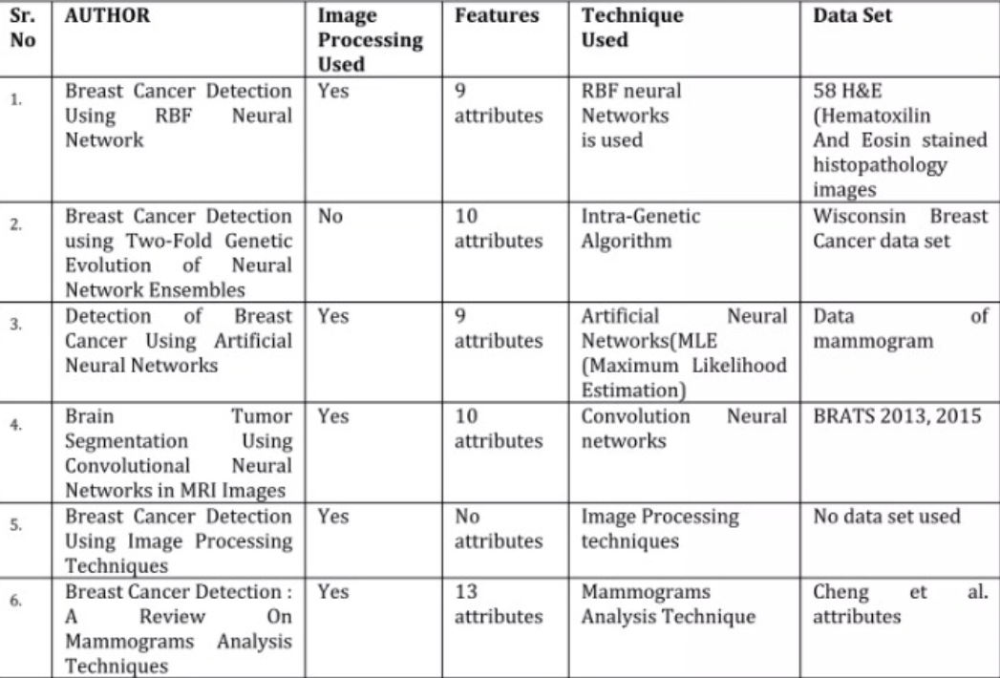 Sr. No AUTHOR Image Processing Used Features Technique Used Data Set
1. Breast Cancer Detection Using RBF Neural Network Yes 9 attributes RBF neural Networks is used 58 H&E (Hematoxilin And Eosin stained histopathology images
2. Breast Cancer Detection using Two-Fold Genetic Evolution of Neural Network Ensembles No 10 attributes Intra-Genetic Algorithm Wisconsin Breast Cancer data set
3. Detection of Breast Cancer Using Artificial Neural Networks Yes 9 attributes Artificial Neural Networks(MLE (Maximum Likelihood Estimation) Data of mammogram
4. Brain Tumor Segmentation Using Convolutional Neural Networks in MRI Images Yes 10 attributes Convolution Neural networks BRATS 2013, 2015
5. Breast Cancer Detection Using Image Processing Techniques Yes No attributes Image Processing techniques No data set used
6. Breast Cancer Detection : A Review On Mammograms Analysis Techniques Yes 13 attributes Mammograms Analysis Technique Cheng et al. attributes